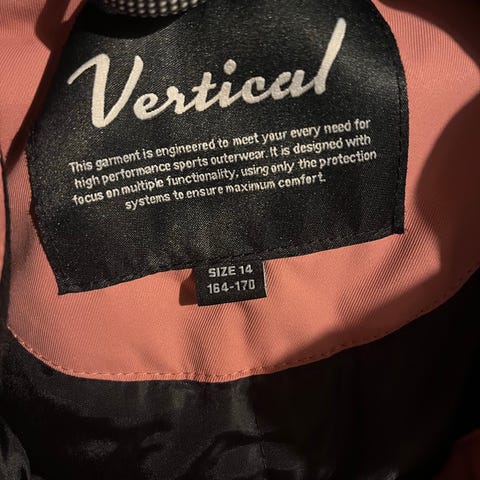 Vertical
This garment is engineered to meet your every need for
high performance sports outerwear. It is designed with
focus on multiple functionality, using only the protection
systems to ensure maximum comfort.
SIZE 14
164-170